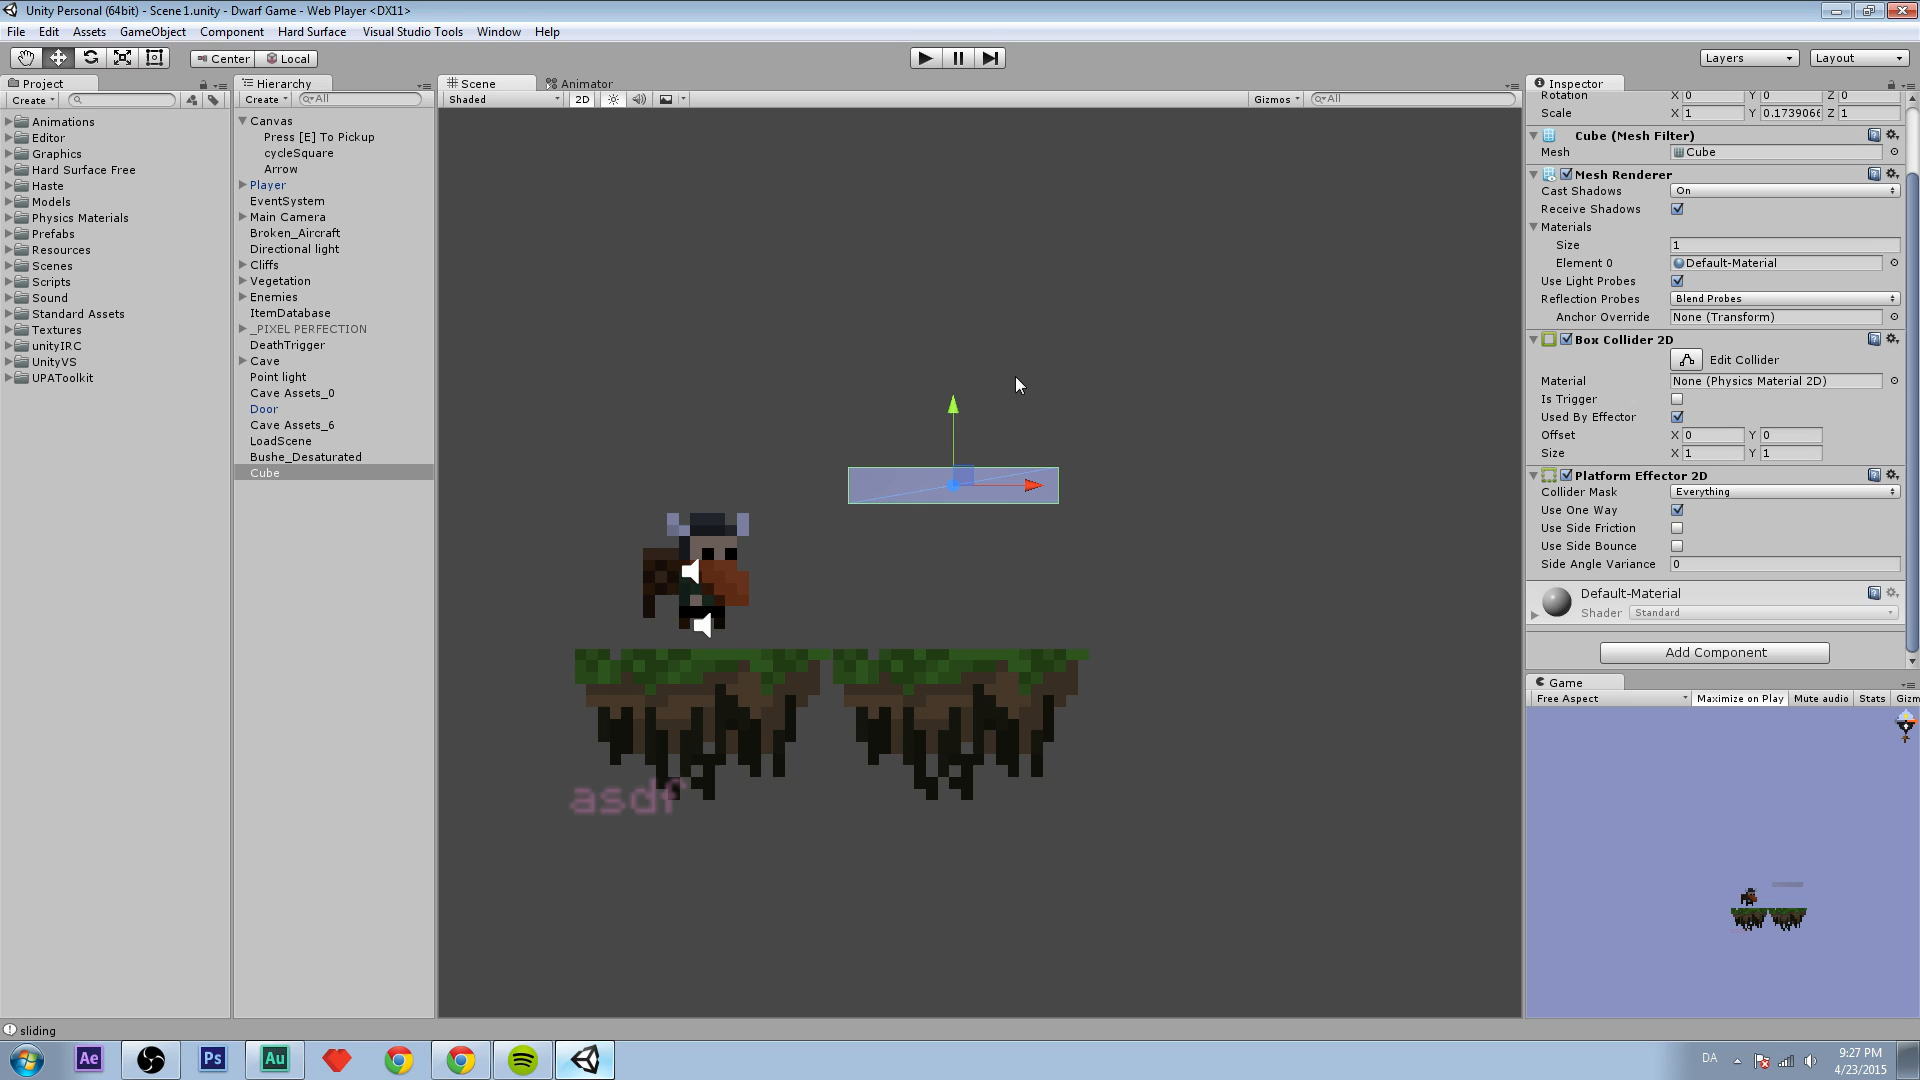 Unity Personal (64bit) - Scene 1.unity - Dwarf Game - Web Player <DX11>
File Edit Assets GameObject Component Hard Surface Visual Studio Tools Window Help
Center Local Layers Layout
Project
Create
Animations
Editor
Graphics
Hard Surface Free
Haste
Models
Physics Materials
Prefabs
Resources
Scenes
Scripts
Sound
Standard Assets
Textures
unityIRC
UnityVS
UPAToolkit
Hierarchy
Create All
Canvas
Press [E] To Pickup
cycleSquare
Arrow
Player
EventSystem
Main Camera
Broken_Aircraft
Directional light
Cliffs
Vegetation
Enemies
ItemDatabase
_PIXEL PERFECTION
DeathTrigger
Cave
Point light
Cave Assets_0
Door
Cave Assets_6
LoadScene
Bushe_Desaturated
Cube
Scene Animator
Shaded 2D Gizmos All
asdf
Inspector
Rotation X 0 Y 0 Z 0
Scale X 1 Y 0.1739066 Z 1
Cube (Mesh Filter)
Mesh Cube
Mesh Renderer
Cast Shadows On
Receive Shadows
Materials
Size 1
Element 0 Default-Material
Use Light Probes
Reflection Probes Blend Probes
Anchor Override None (Transform)
Box Collider 2D
Edit Collider
Material None (Physics Material 2D)
Is Trigger
Used By Effector
Offset X 0 Y 0
Size X 1 Y 1
Platform Effector 2D
Collider Mask Everything
Use One Way
Use Side Friction
Use Side Bounce
Side Angle Variance 0
Default-Material
Shader Standard
Add Component
Game
Free Aspect Maximize on Play Mute audio Stats Gizm
sliding
Ae Ps Au
DA
9:27 PM
4/23/2015